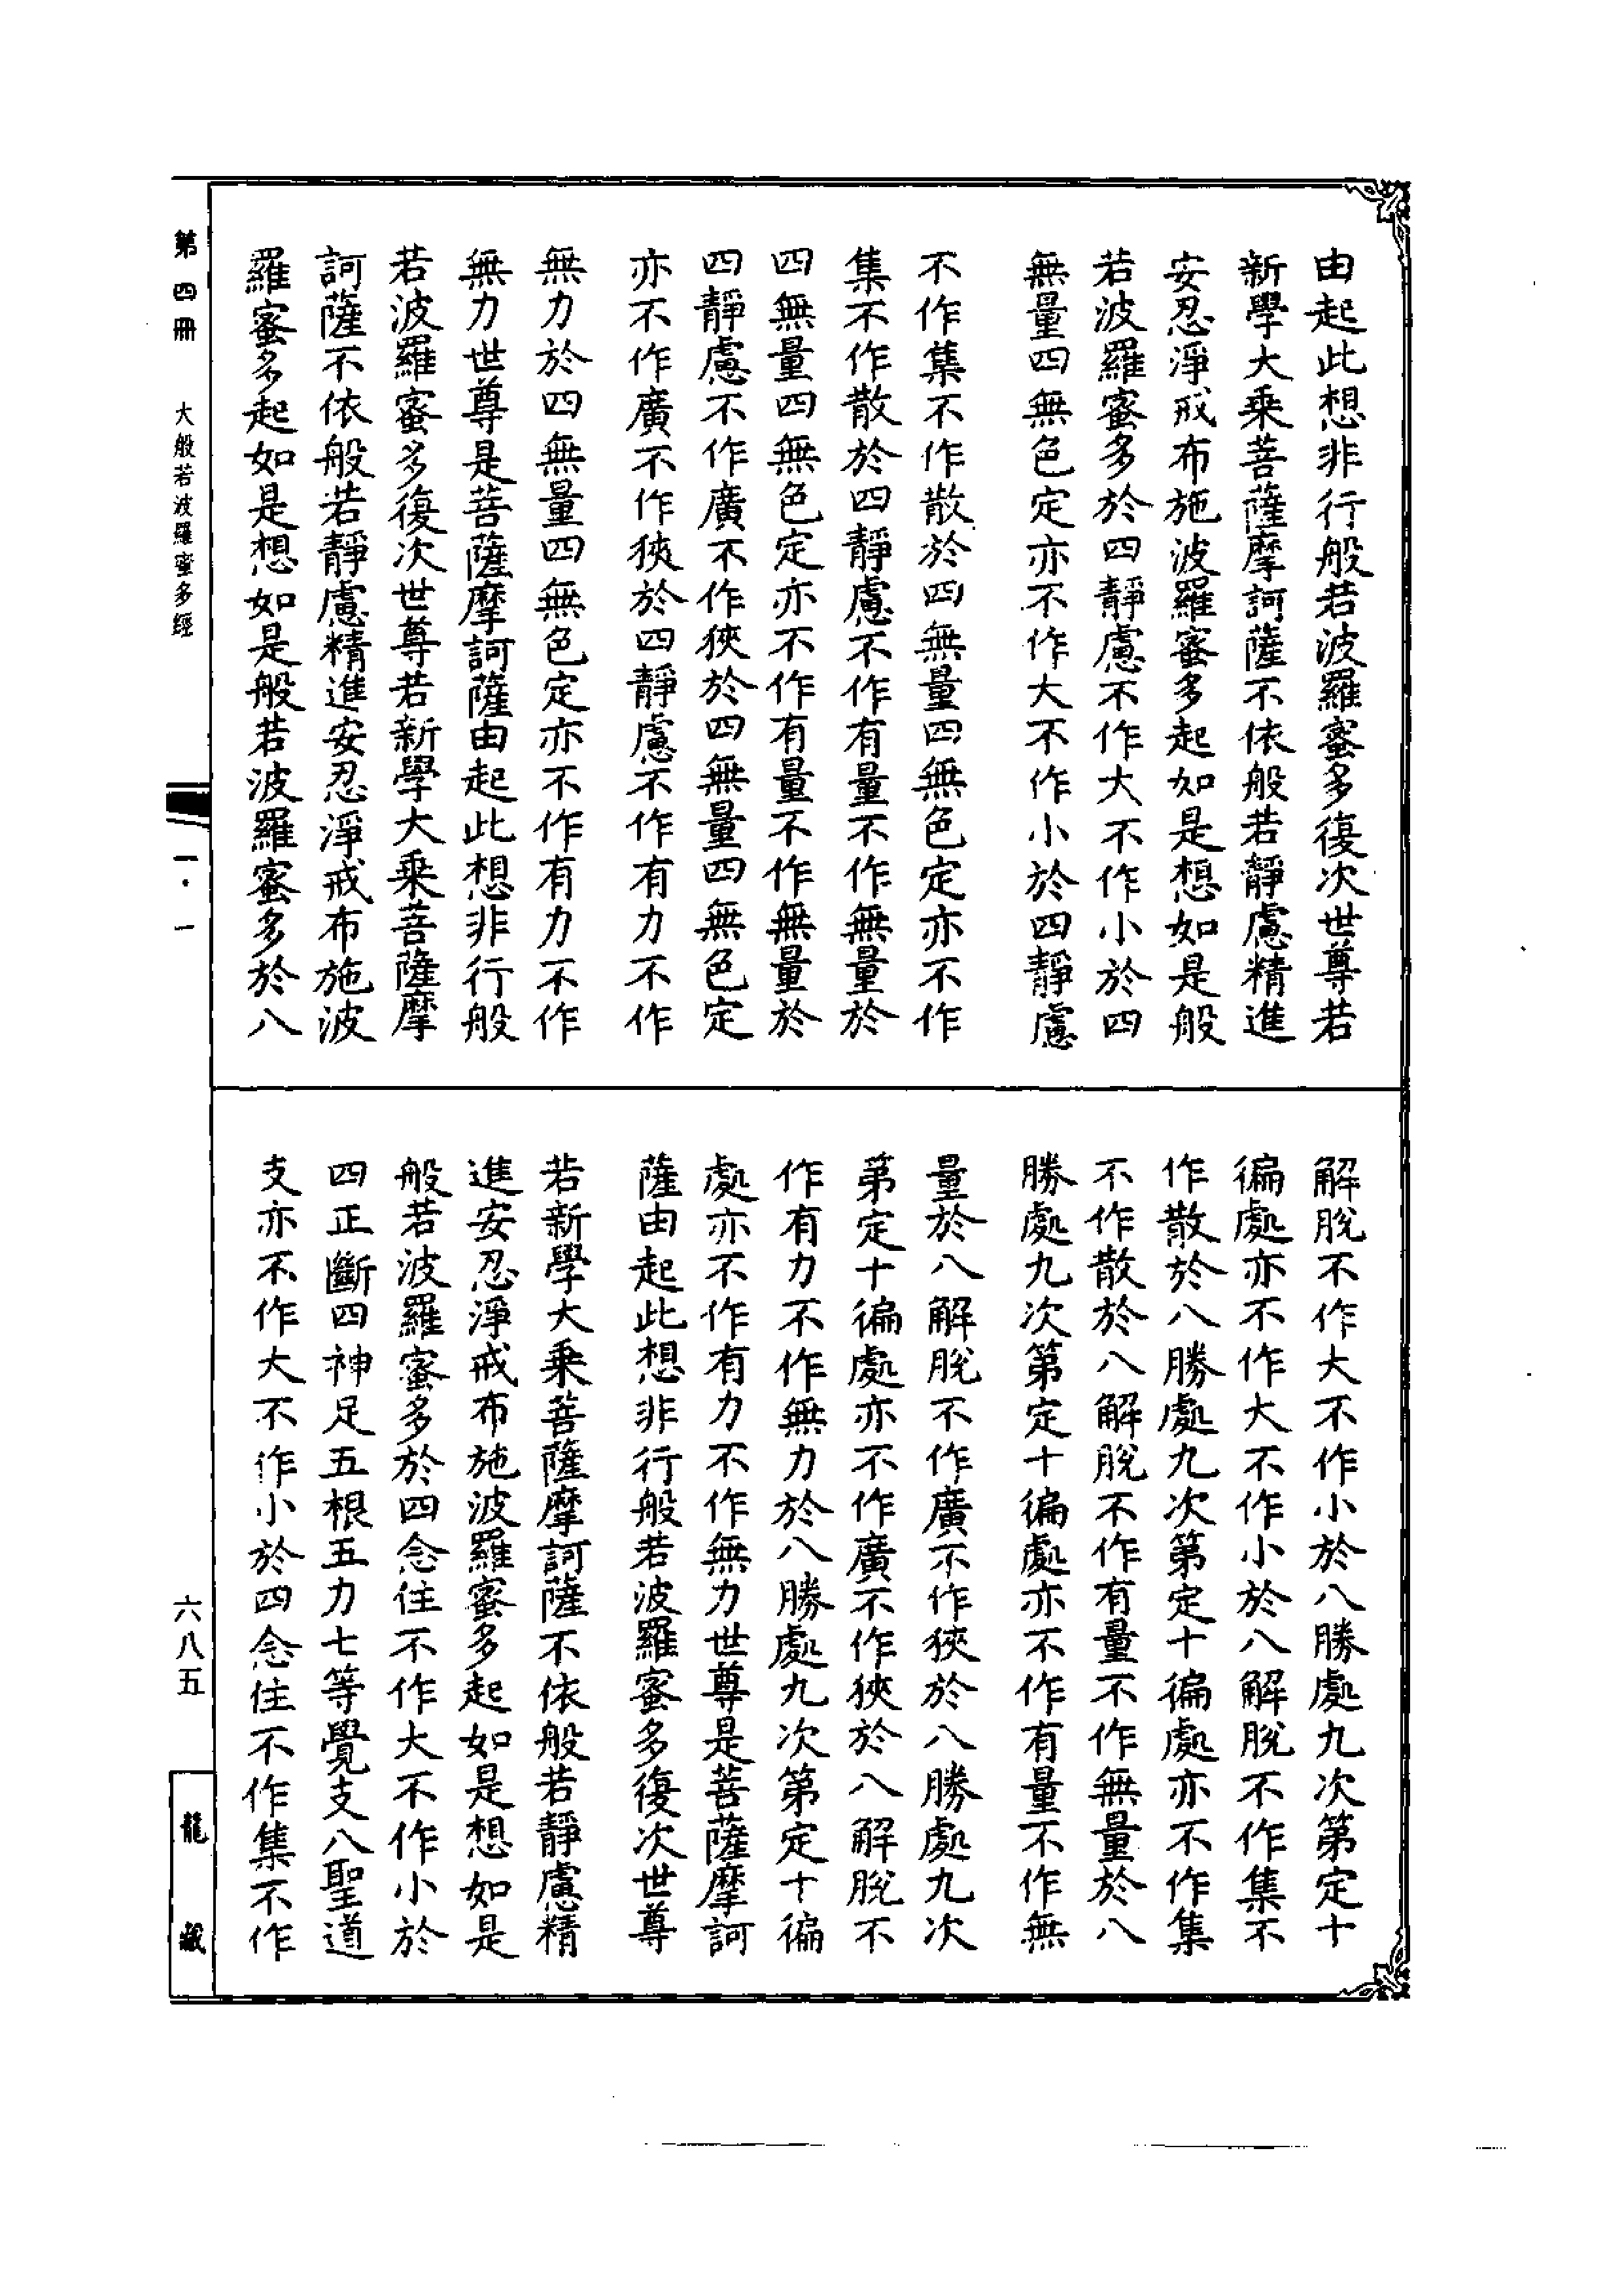 由起此想非行般若波羅蜜多復次世尊若
新學大乘菩薩摩訶薩不依般若靜慮精進
安忍淨戒布施波羅蜜多起如是想如是般
若波羅蜜多於四靜慮不作大不作小於四
無量四無色定亦不作大不作小於四靜慮
不作集不作散於四無量四無色定亦不作
集不作散於四靜慮不作有量不作無量於
四無量四無色定亦不作有量不作無量於
四靜慮不作廣不作狹於四無量四無色定
亦不作廣不作狹於四靜慮不作有力不作
無力於四無量四無色定亦不作有力不作
無力世尊是菩薩摩訶薩由起此想非行般
若波羅蜜多復次世尊若新學大乘菩薩摩
訶薩不依般若靜慮精進安忍淨戒布施波
羅蜜多起如是想如是般若波羅蜜多於八
解脫不作大不作小於八勝處九次第定十
徧處亦不作大不作小於八解脫不作集不
作散於八勝處九次第定十徧處亦不作集
不作散於八解脫不作有量不作無量於八
勝處九次第定十徧處亦不作有量不作無
量於八解脫不作廣不作狹於八勝處九次
第定十徧處亦不作廣不作狹於八解脫不
作有力不作無力於八勝處九次第定十徧
處亦不作有力不作無力世尊是菩薩摩訶
薩由起此想非行般若波羅蜜多復次世尊
若新學大乘菩薩摩訶薩不依般若靜慮精
進安忍淨戒布施波羅蜜多起如是想如是
般若波羅蜜多於四念住不作大不作小於
四正斷四神足五根五力七等覺支八聖道
支亦不作大不作小於四念住不作集不作
第四冊 大般若波羅蜜多經 一·一 六八五 龍藏